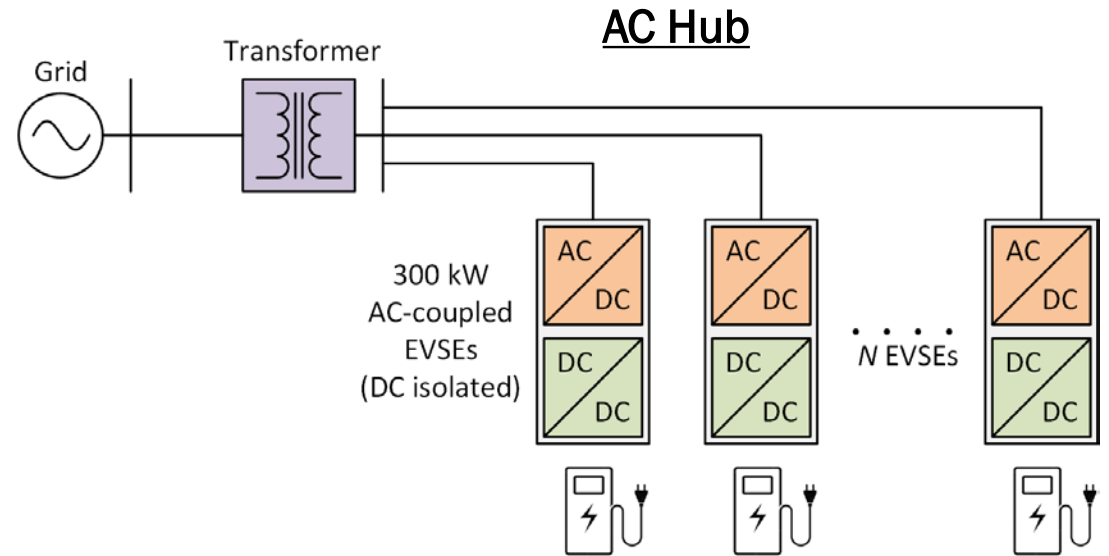 AC Hub
Transformer
Grid
AC
DC
AC
DC
AC
DC
300 kW
AC-coupled
EVSEs
(DC isolated)
. . . .
N EVSEs
DC
DC
DC
DC
DC
DC